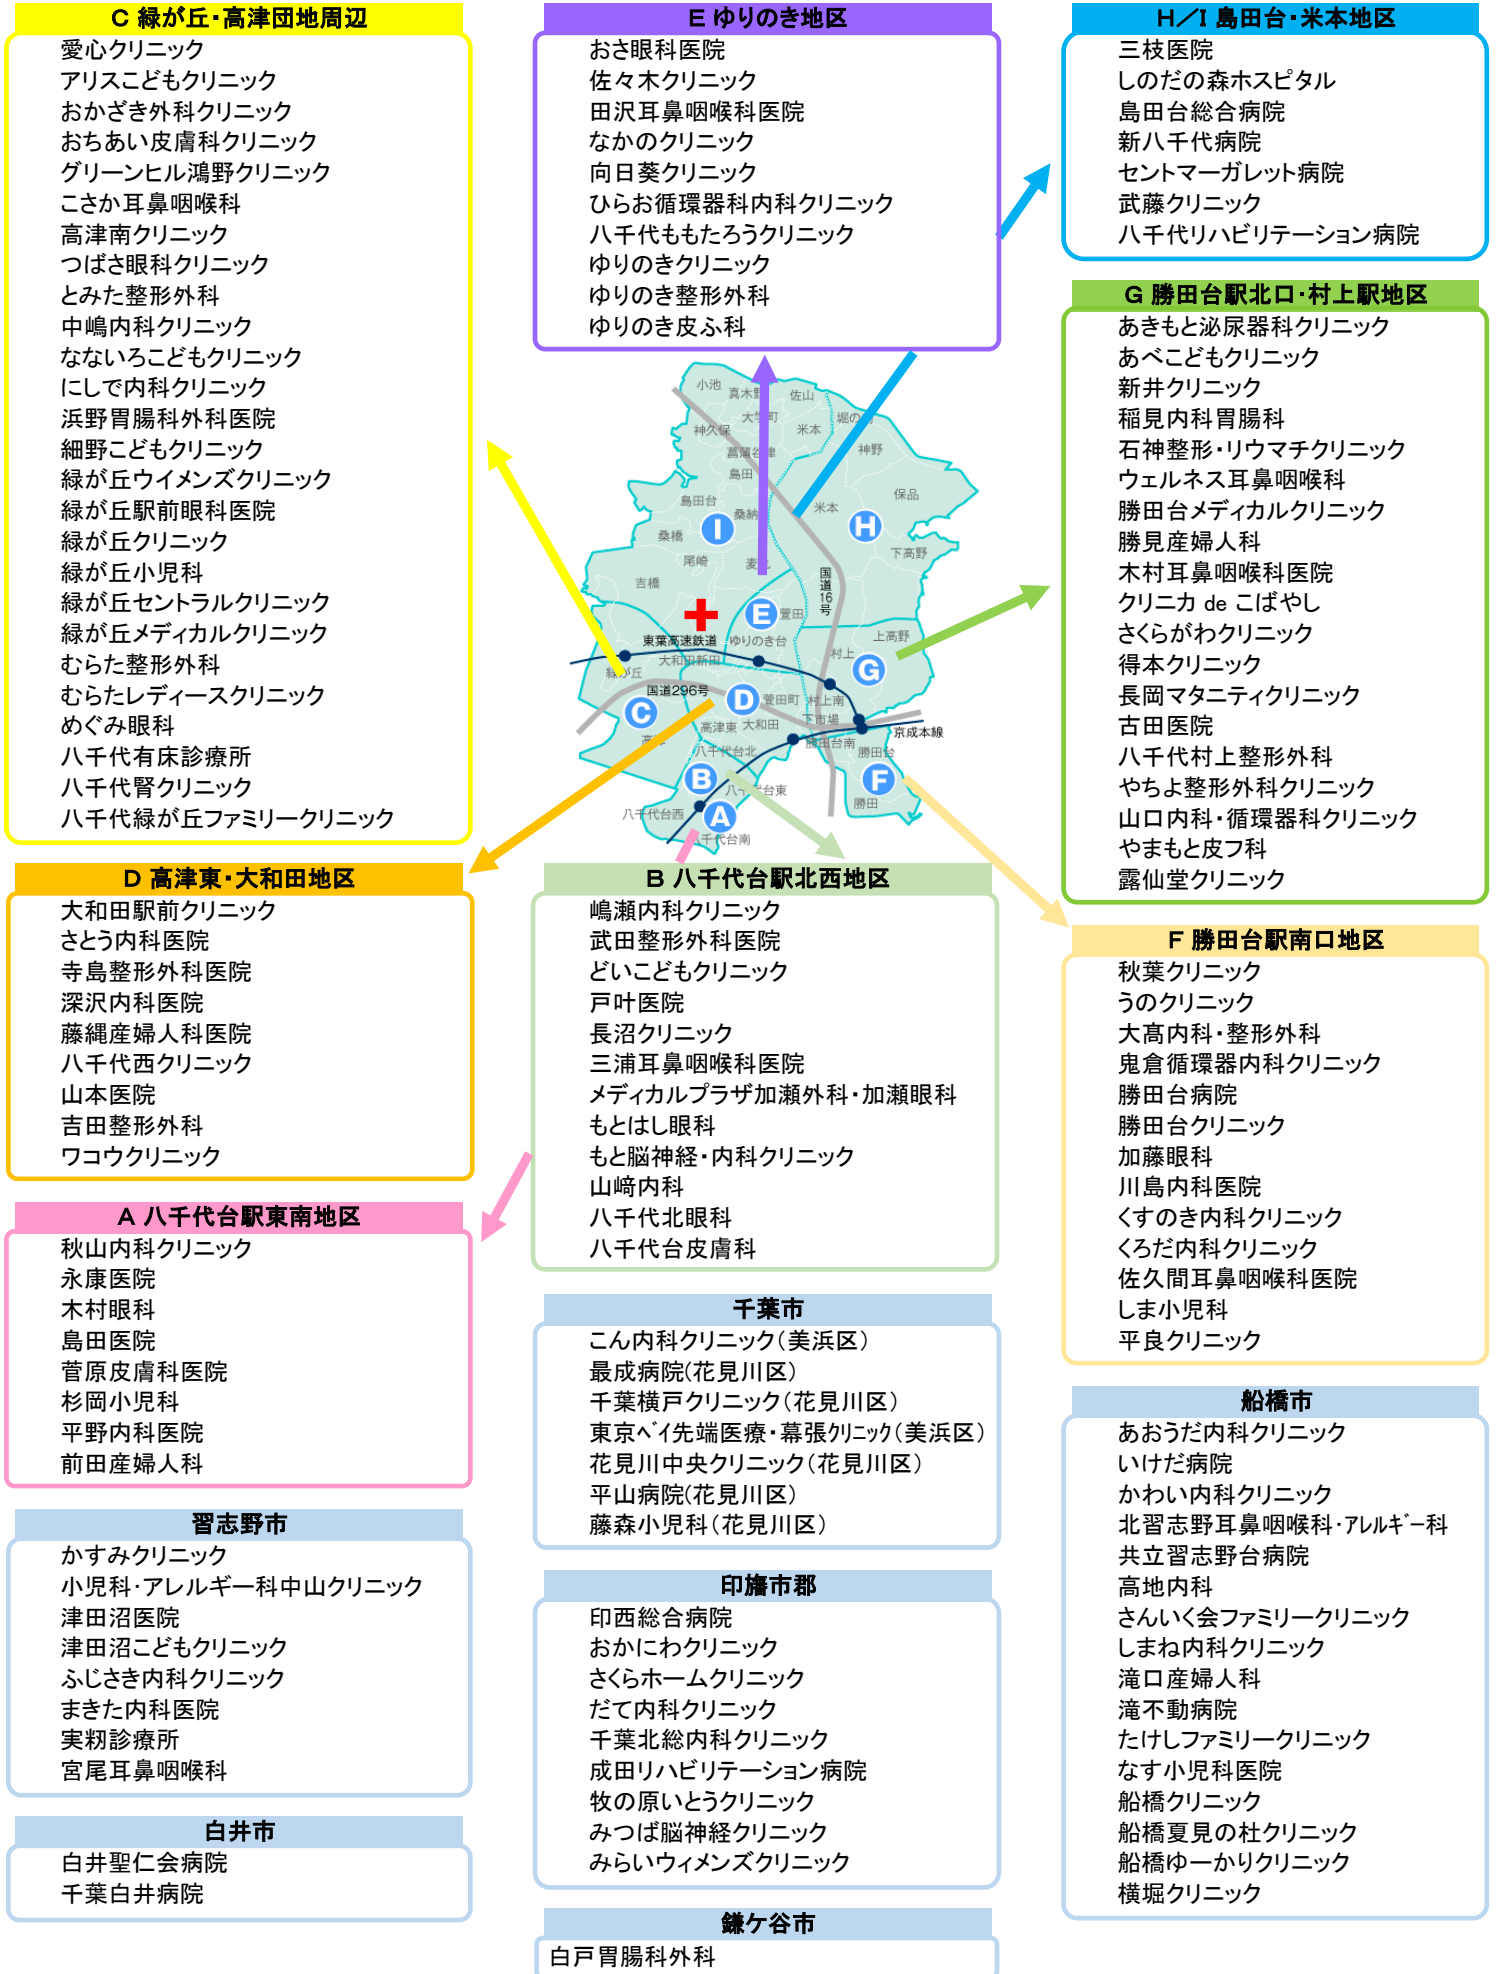 C 緑が丘・高津団地周辺
愛心クリニック
アリスこどもクリニック
おかざき外科クリニック
おちあい皮膚科クリニック
グリーンヒル鴻野クリニック
こさか耳鼻咽喉科
高津南クリニック
つばさ眼科クリニック
とみた整形外科
中嶋内科クリニック
なないろこどもクリニック
にしで内科クリニック
浜野胃腸科外科医院
細野こどもクリニック
緑が丘ウイメンズクリニック
緑が丘駅前眼科医院
緑が丘クリニック
緑が丘小児科
緑が丘セントラルクリニック
緑が丘メディカルクリニック
むらた整形外科
むらたレディースクリニック
めぐみ眼科
八千代有床診療所
八千代腎クリニック
八千代緑が丘ファミリークリニック
D 高津東・大和田地区
大和田駅前クリニック
さとう内科医院
寺島整形外科医院
深沢内科医院
藤縄産婦人科医院
八千代西クリニック
山本医院
吉田整形外科
ワコウクリニック
A 八千代台駅東南地区
秋山内科クリニック
永康医院
木村眼科
島田医院
菅原皮膚科医院
杉岡小児科
平野内科医院
前田産婦人科
習志野市
かすみクリニック
小児科・アレルギー科中山クリニック
津田沼医院
津田沼こどもクリニック
ふじさき内科クリニック
まきた内科医院
実籾診療所
宮尾耳鼻咽喉科
白井市
白井聖仁会病院
千葉白井病院
E ゆりのき地区
おさ眼科医院
佐々木クリニック
田沢耳鼻咽喉科医院
なかのクリニック
向日葵クリニック
ひらお循環器科内科クリニック
八千代ももたろうクリニック
ゆりのきクリニック
ゆりのき整形外科
ゆりのき皮ふ科
小池
真木野
佐山
大学町
堀の内
神久保
米本
菖蒲谷津
神野
島田
島田台
保品
桑納
米本
I
H
桑橋
尾崎
麦丸
下高野
吉橋
国道16号
E
萱田
東葉高速鉄道
ゆりのき台
上高野
大和田新田
村上
緑が丘
G
国道296号
D
萱田町
村上南
C
高津東
大和田
下市場
京成本線
高津
八千代台北
勝田台南
勝田台
B
F
八千代台東
勝田
八千代台西
A
八千代台南
B 八千代台駅北西地区
嶋瀬内科クリニック
武田整形外科医院
どいこどもクリニック
戸叶医院
長沼クリニック
三浦耳鼻咽喉科医院
メディカルプラザ加瀬外科・加瀬眼科
もとはし眼科
もと脳神経・内科クリニック
山﨑内科
八千代北眼科
八千代台皮膚科
千葉市
こん内科クリニック（美浜区）
最成病院(花見川区）
千葉横戸クリニック（花見川区）
東京ﾍﾞｲ先端医療・幕張ｸﾘﾆｯｸ（美浜区）
花見川中央クリニック（花見川区）
平山病院(花見川区）
藤森小児科（花見川区）
印旛市郡
印西総合病院
おかにわクリニック
さくらホームクリニック
だて内科クリニック
千葉北総内科クリニック
成田リハビリテーション病院
牧の原いとうクリニック
みつば脳神経クリニック
みらいウィメンズクリニック
鎌ケ谷市
白戸胃腸科外科
H／I 島田台・米本地区
三枝医院
しのだの森ホスピタル
島田台総合病院
新八千代病院
セントマーガレット病院
武藤クリニック
八千代リハビリテーション病院
G 勝田台駅北口・村上駅地区
あきもと泌尿器科クリニック
あべこどもクリニック
新井クリニック
稲見内科胃腸科
石神整形・リウマチクリニック
ウェルネス耳鼻咽喉科
勝田台メディカルクリニック
勝見産婦人科
木村耳鼻咽喉科医院
クリニカ de こばやし
さくらがわクリニック
得本クリニック
長岡マタニティクリニック
古田医院
八千代村上整形外科
やちよ整形外科クリニック
山口内科・循環器科クリニック
やまもと皮フ科
露仙堂クリニック
F 勝田台駅南口地区
秋葉クリニック
うのクリニック
大髙内科・整形外科
鬼倉循環器内科クリニック
勝田台病院
勝田台クリニック
加藤眼科
川島内科医院
くすのき内科クリニック
くろだ内科クリニック
佐久間耳鼻咽喉科医院
しま小児科
平良クリニック
船橋市
あおうだ内科クリニック
いけだ病院
かわい内科クリニック
北習志野耳鼻咽喉科・ｱﾚﾙｷﾞｰ科
共立習志野台病院
高地内科
さんいく会ファミリークリニック
しまね内科クリニック
滝口産婦人科
滝不動病院
たけしファミリークリニック
なす小児科医院
船橋クリニック
船橋夏見の杜クリニック
船橋ゆーかりクリニック
横堀クリニック